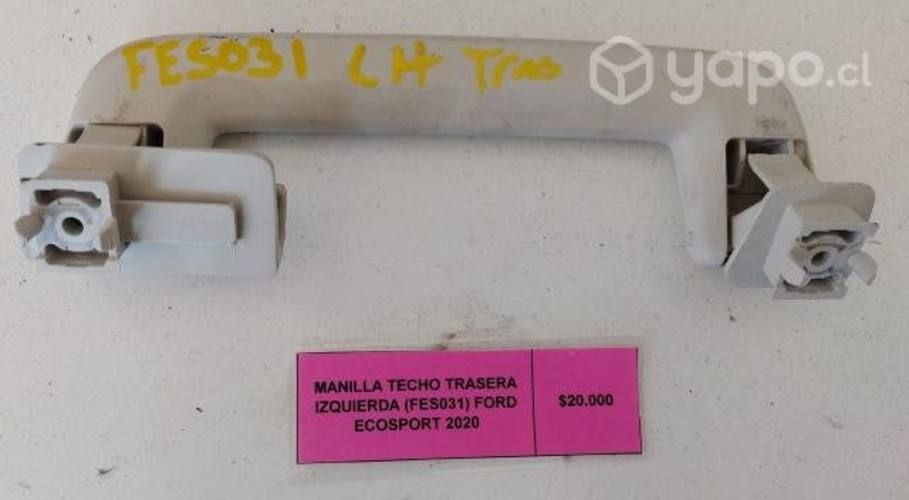 FES031 LH Tras
yapo.cl
MANILLA TECHO TRASERA
IZQUIERDA (FES031) FORD
ECOSPORT 2020
$20.000